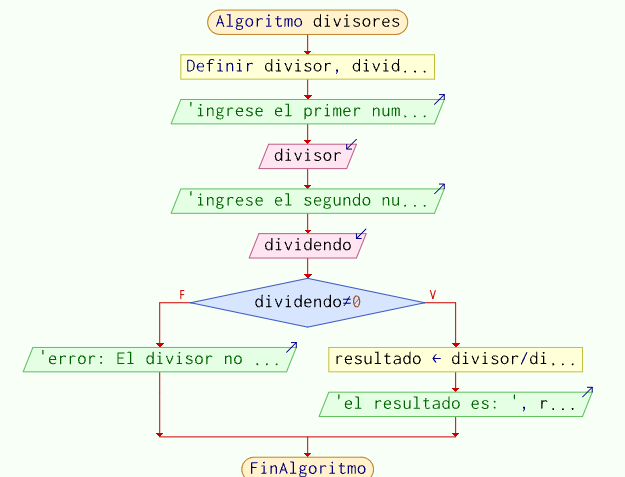 Algoritmo divisores
Definir divisor, divid...
'ingrese el primer num...
divisor
'ingrese el segundo nu...
dividendo
F
dividendo≠0
V
'error: El divisor no ...
resultado ← divisor/di...
'el resultado es: ', r...
FinAlgoritmo